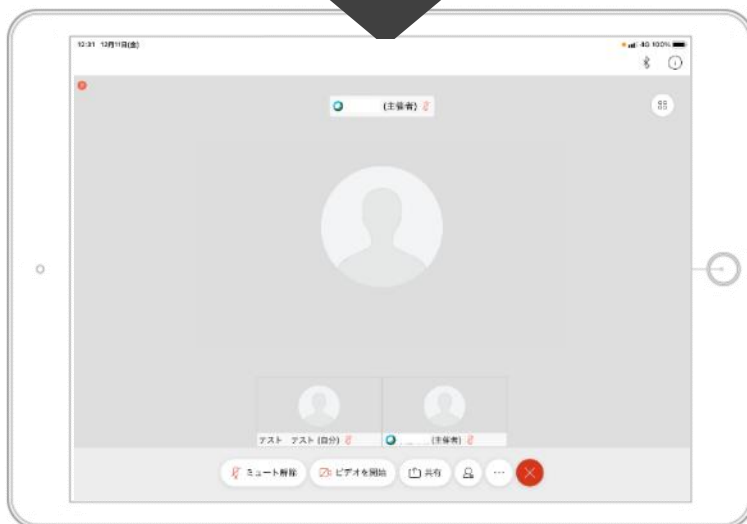 12:31 12月11日(金)
4G 100%
(主催者)
テスト テスト (自分)
(主催者)
ミュート解除
ビデオを開始
共有